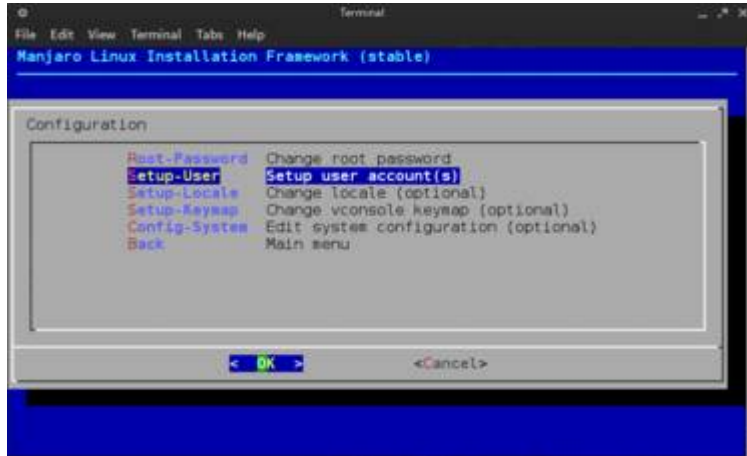 Terminal
File Edit View Terminal Tabs Help
Manjaro Linux Installation Framework (stable)
Configuration
Root-Password Change root password
Setup-User Setup user account(s)
Setup-Locale Change locale (optional)
Setup-Keymap Change vconsole keymap (optional)
Config-System Edit system configuration (optional)
Back Main menu
< OK > <Cancel>